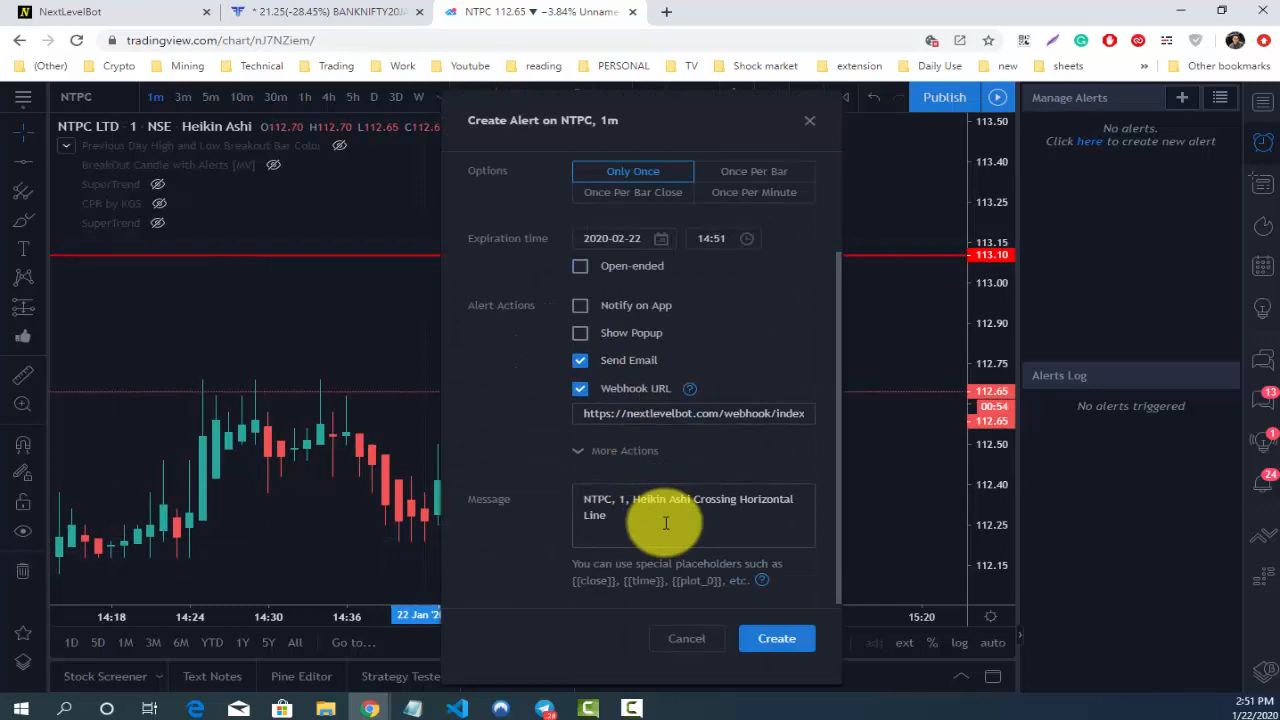 NextLevelBot
* 21.25(-28.45%) BANKNIFTY20JA
NTPC 112.65 ▼ −3.84% Unname
tradingview.com/chart/nJ7NZiem/
(Other)
Crypto
Mining
Technical
Trading
Work
Youtube
reading
PERSONAL
TV
Shock market
extension
Daily Use
new
sheets
»
Other bookmarks
NTPC
1m 3m 5m 10m 30m 1h 4h 5h D 3D W
Publish
Manage Alerts
NTPC LTD · 1 · NSE · Heikin Ashi O112.70 H112.70 L112.65 C112.6
Previous Day High and Low Breakout Bar Color
BreakOut Candle with Alerts [MV]
SuperTrend
CPR by KGS
SuperTrend
Create Alert on NTPC, 1m
Options
Only Once
Once Per Bar
Once Per Bar Close
Once Per Minute
Expiration time
2020-02-22
14:51
Open-ended
Alert Actions
Notify on App
Show Popup
Send Email
Webhook URL
https://nextlevelbot.com/webhook/index
More Actions
Message
NTPC, 1, Heikin Ashi Crossing Horizontal
Line
You can use special placeholders such as
{{close}}, {{time}}, {{plot_0}}, etc.
Cancel
Create
113.50
113.40
113.25
113.15
113.10
113.00
112.90
112.75
112.65
00:54
112.65
112.50
112.40
112.25
112.15
No alerts.
Click here to create new alert
Alerts Log
No alerts triggered
13
1
24
14:18
14:24
14:36
22 Jan '2
15:20
1D 5D 1M 3M 6M YTD 1Y 5Y All Go to...
adj ext % log auto
Stock Screener
Text Notes
Pine Editor
Strategy Teste
28
2:51 PM
1/22/2020